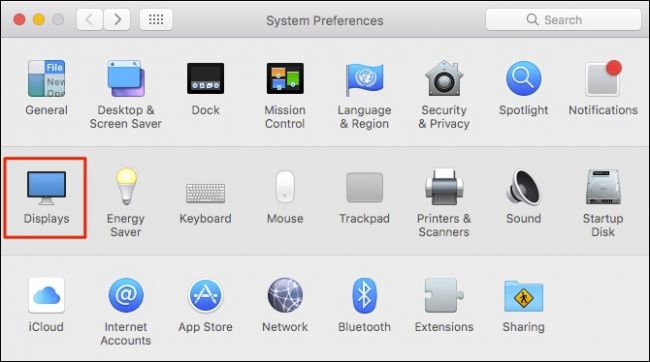 System Preferences
Search
File
New
Ope
General
Desktop &
Screen Saver
Dock
Mission
Control
Language
& Region
Security
& Privacy
Spotlight
Notifications
Displays
Energy
Saver
Keyboard
Mouse
Trackpad
Printers &
Scanners
Sound
Startup
Disk
iCloud
Internet
Accounts
App Store
Network
Bluetooth
Extensions
Sharing